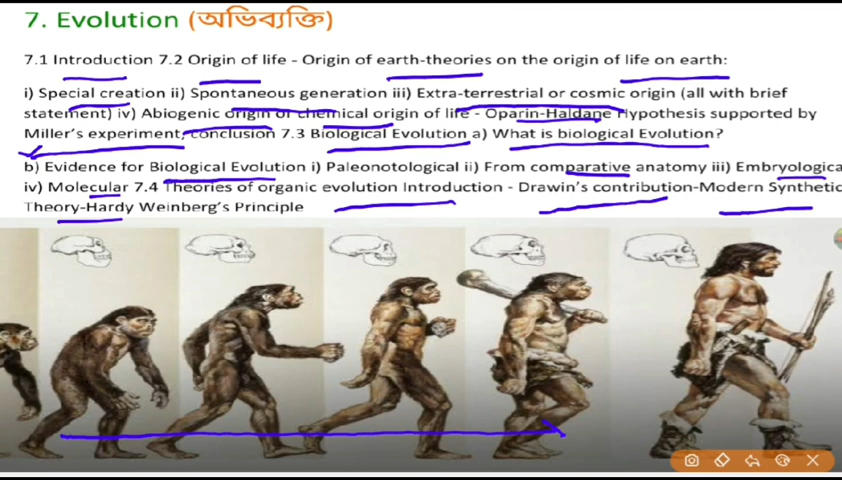 7. Evolution (অভিব্যক্তি)
7.1 Introduction 7.2 Origin of life - Origin of earth-theories on the origin of life on earth:
i) Special creation ii) Spontaneous generation iii) Extra-terrestrial or cosmic origin (all with brief
statement) iv) Abiogenic origin or chemical origin of life - Oparin-Haldane Hypothesis supported by
Miller's experiment, conclusion 7.3 Biological Evolution a) What is biological Evolution?
b) Evidence for Biological Evolution i) Paleonotological ii) From comparative anatomy iii) Embryologica
iv) Molecular 7.4 Theories of organic evolution Introduction - Drawin's contribution-Modern Synthetic
Theory-Hardy Weinberg's Principle